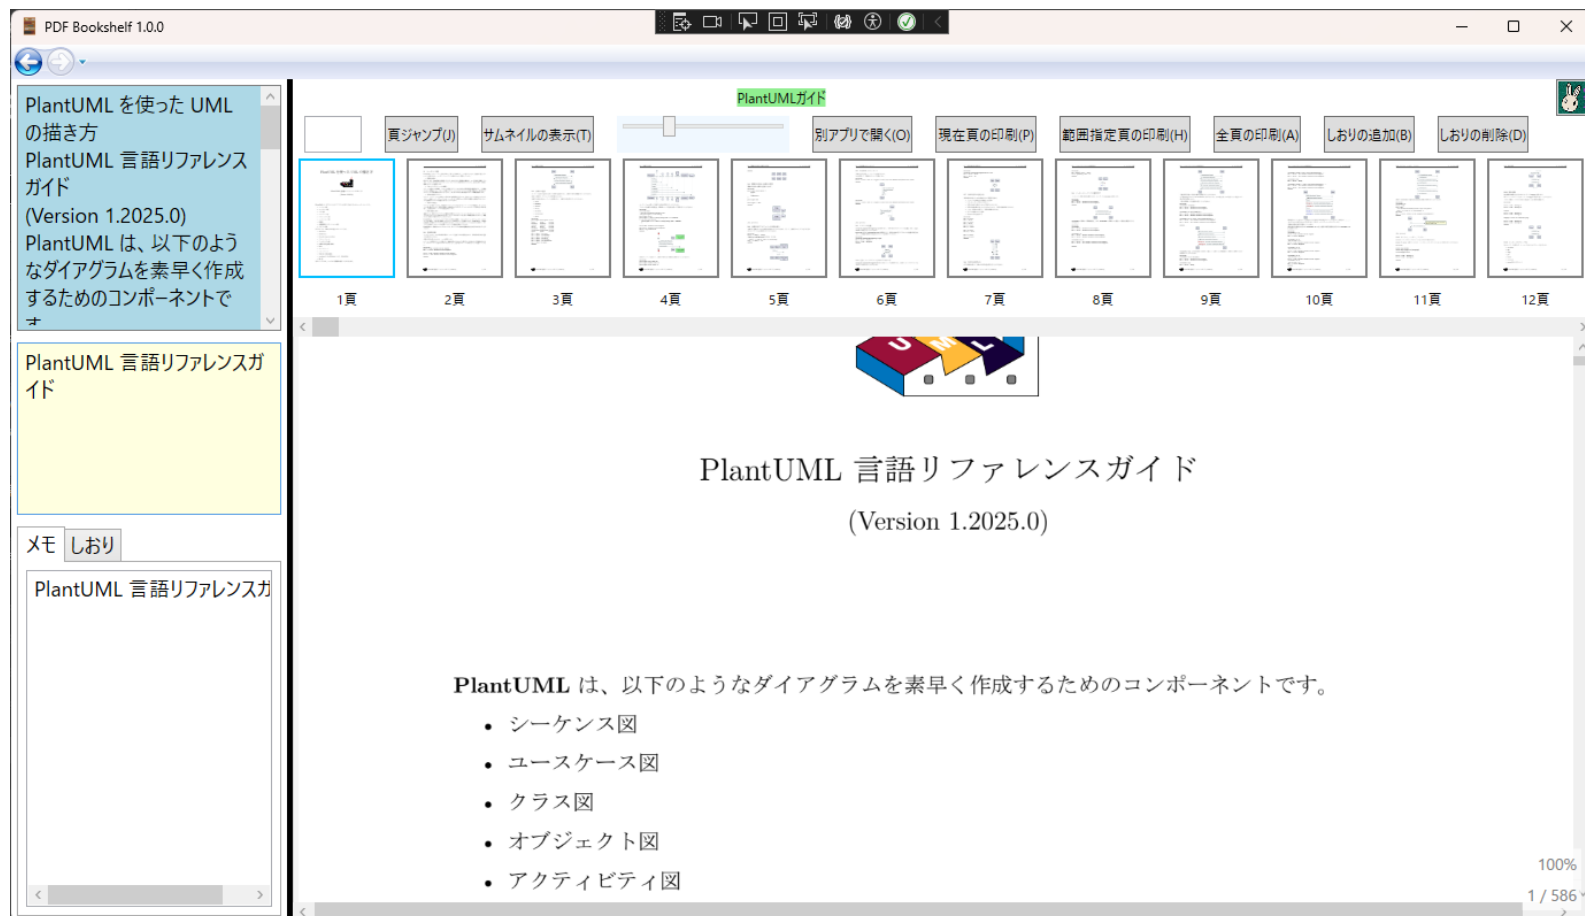 PDF Bookshelf 1.0.0
PlantUML を使った UML
の描き方
PlantUML 言語リファレンス
ガイド
(Version 1.2025.0)
PlantUML は、以下のよう
なダイアグラムを素早く作成
するためのコンポーネントで
す
PlantUML 言語リファレンスガ
イド
メモ しおり
PlantUML 言語リファレンスガ
PlantUMLガイド
頁ジャンプ(J) サムネイルの表示(T) 別アプリで開く(O) 現在頁の印刷(P) 範囲指定頁の印刷(H) 全頁の印刷(A) しおりの追加(B) しおりの削除(D)
1頁 2頁 3頁 4頁 5頁 6頁 7頁 8頁 9頁 10頁 11頁 12頁
U M L
PlantUML 言語リファレンスガイド
(Version 1.2025.0)
PlantUML は、以下のようなダイアグラムを素早く作成するためのコンポーネントです。
• シーケンス図
• ユースケース図
• クラス図
• オブジェクト図
• アクティビティ図
100%
1 / 586